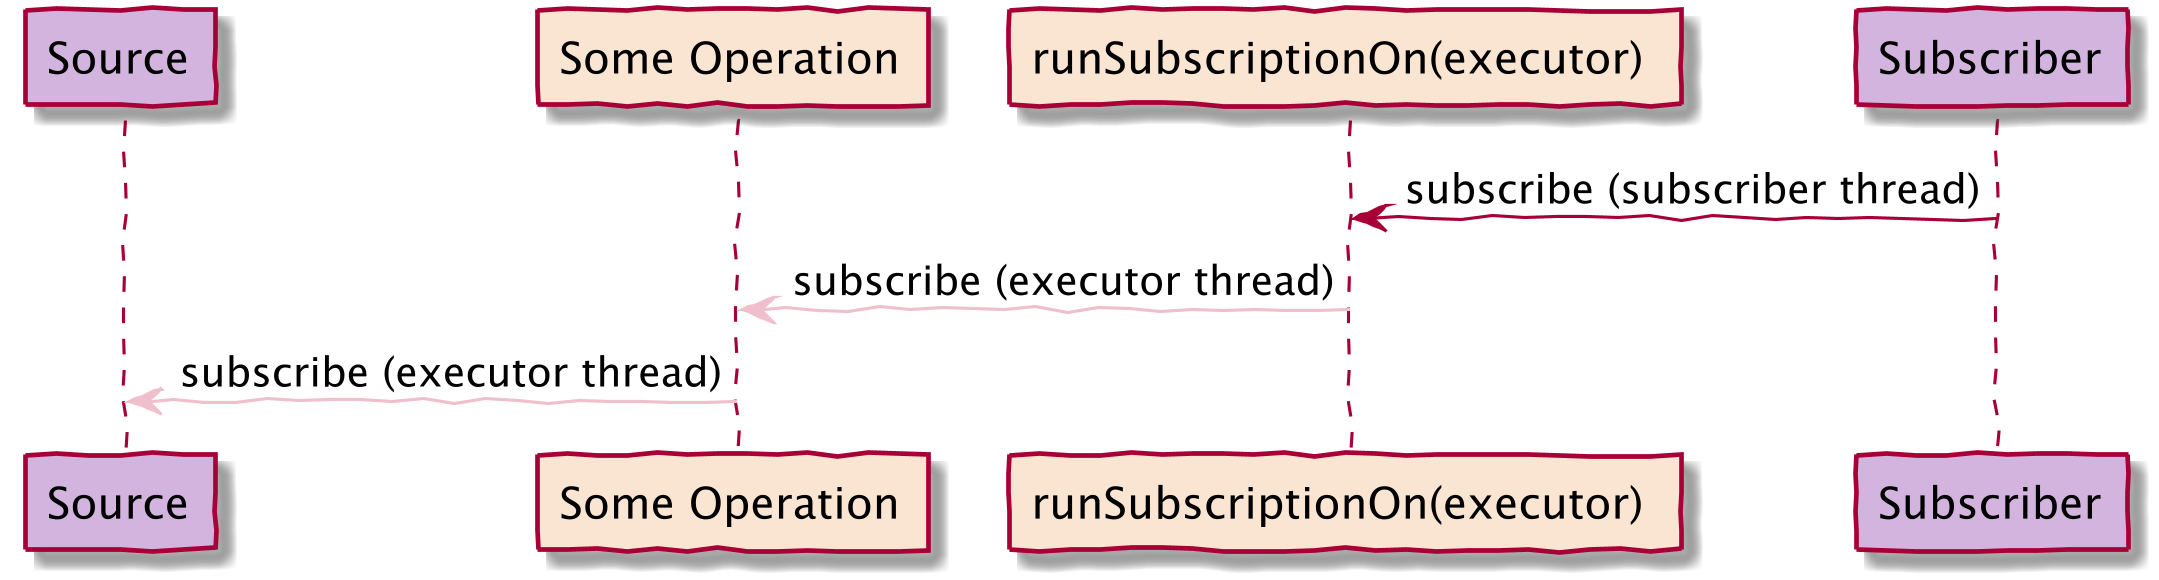 Source
Some Operation
runSubscriptionOn(executor)
Subscriber
subscribe (subscriber thread)
subscribe (executor thread)
subscribe (executor thread)
Source
Some Operation
runSubscriptionOn(executor)
Subscriber